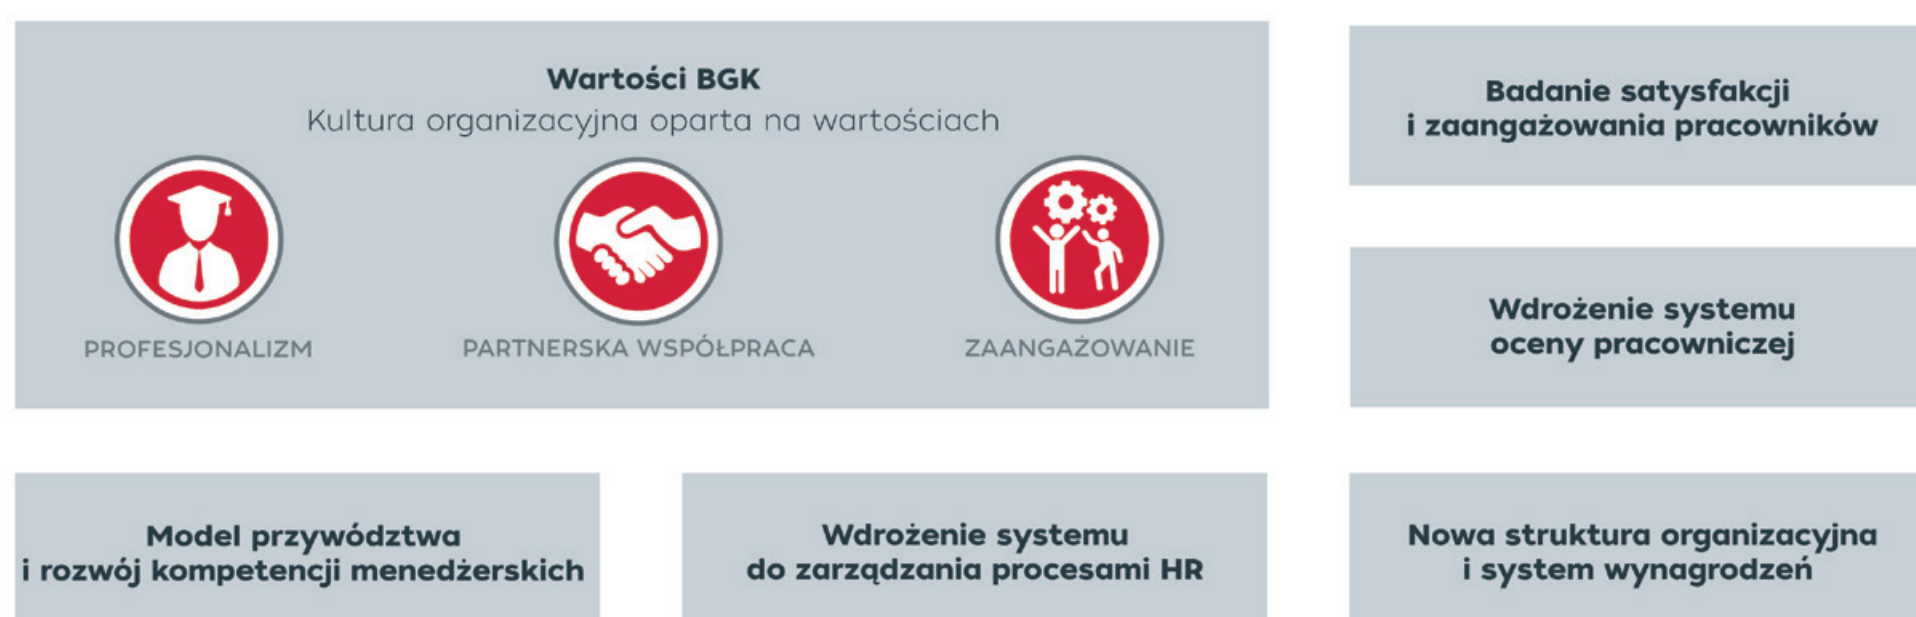 Wartości BGK
Kultura organizacyjna oparta na wartościach
PROFESJONALIZM
PARTNERSKA WSPÓŁPRACA
ZAANGAŻOWANIE
Badanie satysfakcji
i zaangażowania pracowników
Wdrożenie systemu
oceny pracowniczej
Model przywództwa
i rozwój kompetencji menedżerskich
Wdrożenie systemu
do zarządzania procesami HR
Nowa struktura organizacyjna
i system wynagrodzeń